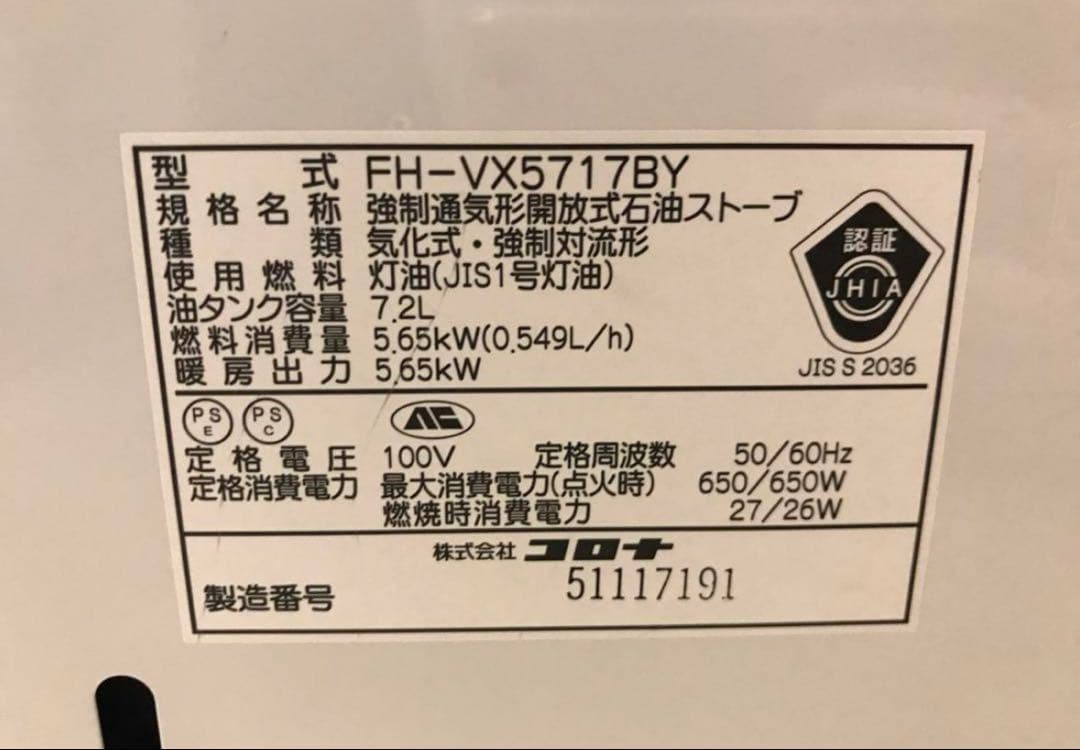 型式 FH-VX5717BY
規格名称 強制通気形開放式石油ストーブ
種類 気化式・強制対流形
使用燃料 灯油(JIS1号灯油)
油タンク容量 7.2L
燃料消費量 5.65kW(0.549L/h)
暖房出力 5.65kW
認証
JHIA
JIS S 2036
PS E PS C
定格電圧 100V 定格周波数 50/60Hz
定格消費電力 最大消費電力(点火時) 650/650W
燃焼時消費電力 27/26W
株式会社 コロナ
製造番号 51117191